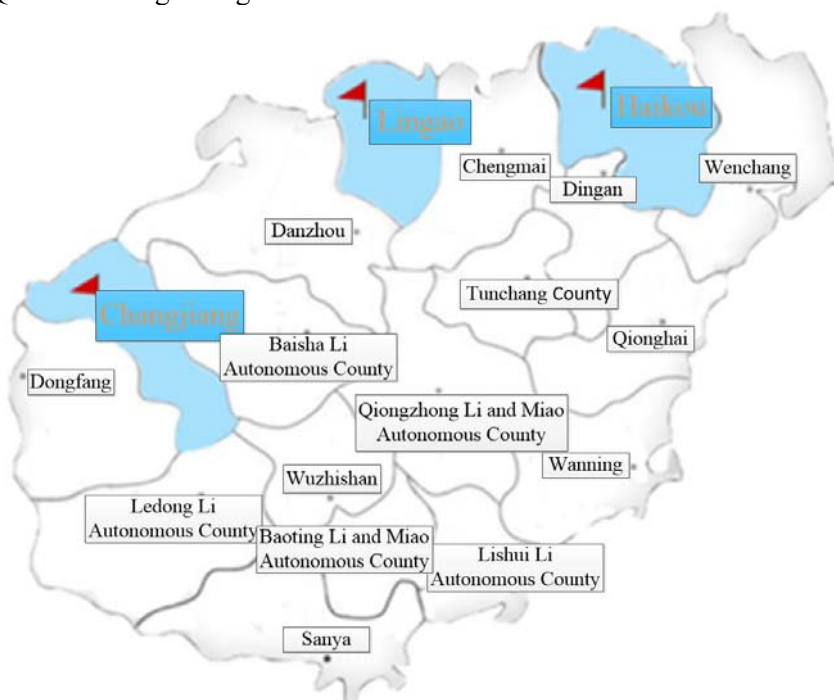 Lingao
Haikou
Chengmai
Dingan
Wenchang
Danzhou
Tunchang County
Changjiang
Qionghai
Baisha Li
Autonomous County
Dongfang
Qiongzhong Li and Miao
Autonomous County
Wanning
Wuzhishan
Ledong Li
Autonomous County
Baoting Li and Miao
Autonomous County
Lishui Li
Autonomous County
Sanya